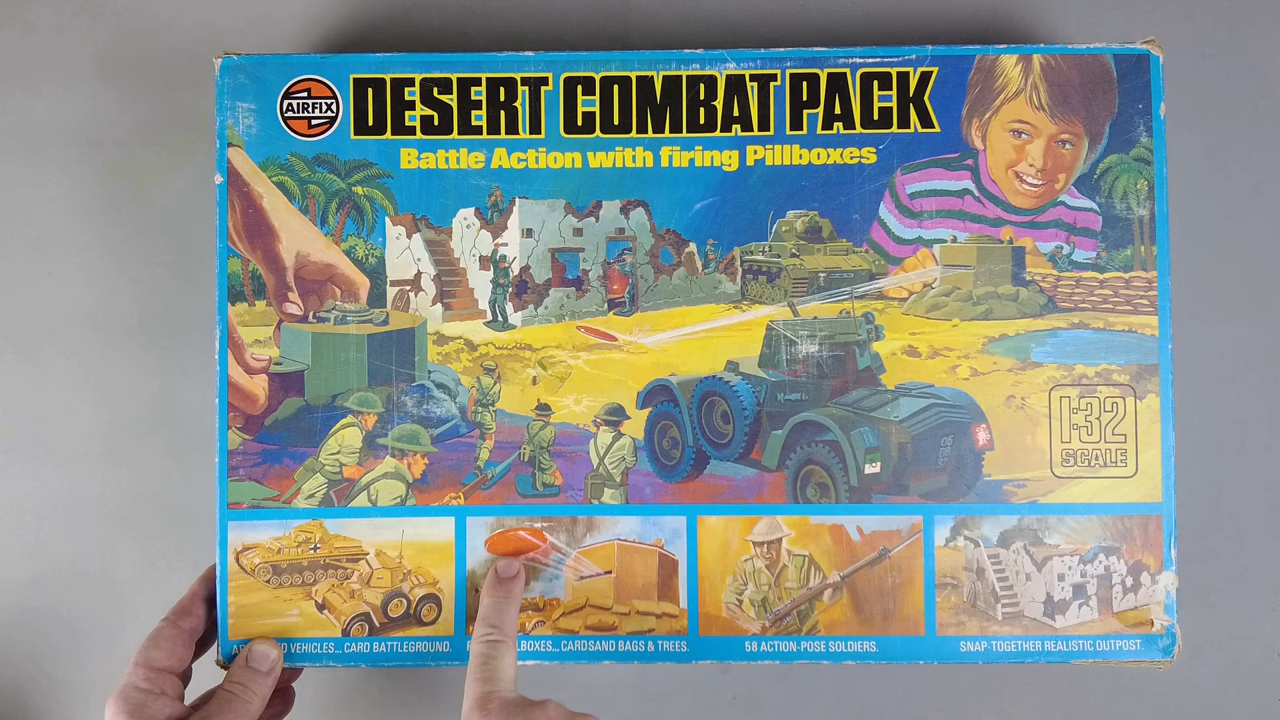 AIRFIX
DESERT COMBAT PACK
Battle Action with firing Pillboxes
1:32
SCALE
VEHICLES... CARD BATTLEGROUND.
CARDSAND BAGS & TREES.
58 ACTION-POSE SOLDIERS.
SNAP-TOGETHER REALISTIC OUTPOST.